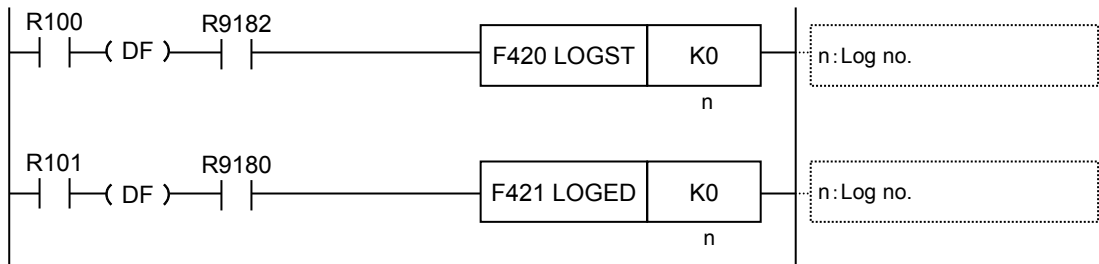 R100 R9182
( DF ) F420 LOGST K0 n:Log no.
n
R101 R9180
( DF ) F421 LOGED K0 n:Log no.
n